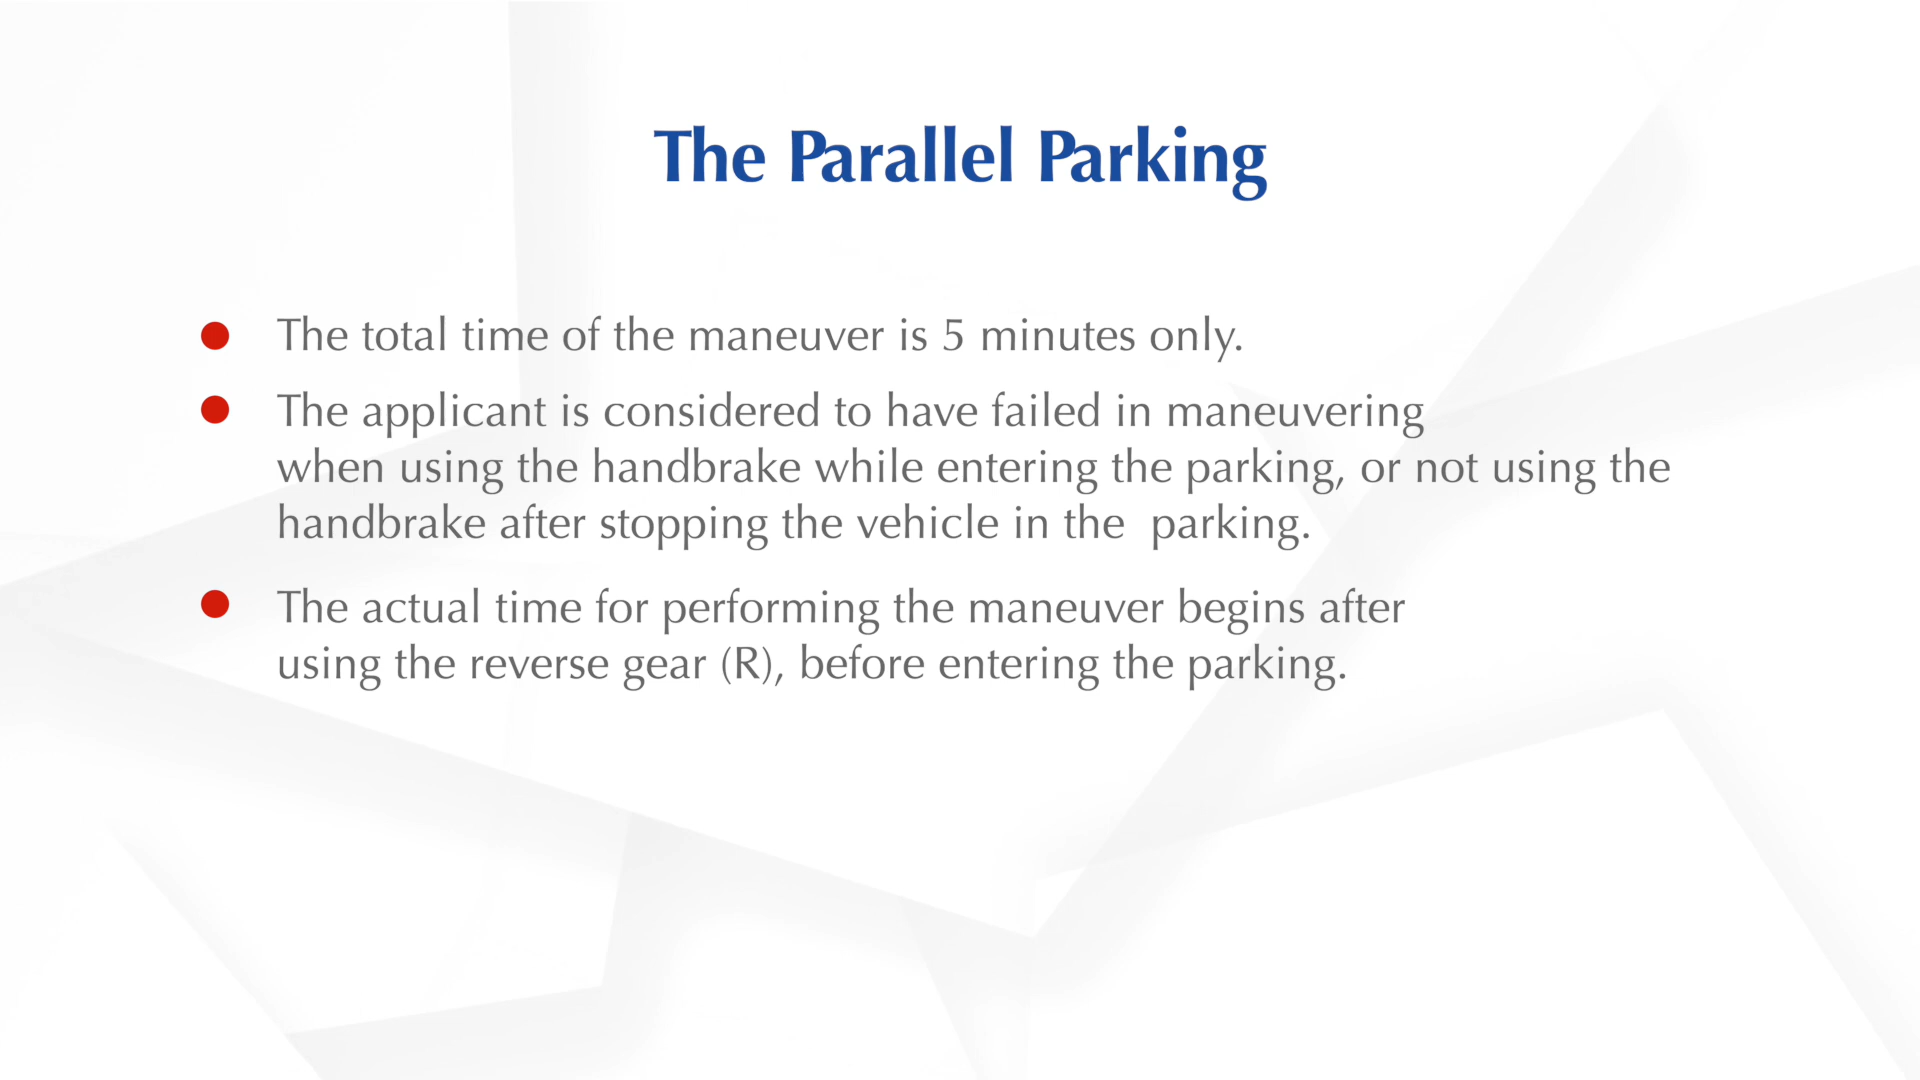 The Parallel Parking
The total time of the maneuver is 5 minutes only.
The applicant is considered to have failed in maneuvering
when using the handbrake while entering the parking, or not using the
handbrake after stopping the vehicle in the  parking.
The actual time for performing the maneuver begins after
using the reverse gear (R), before entering the parking.